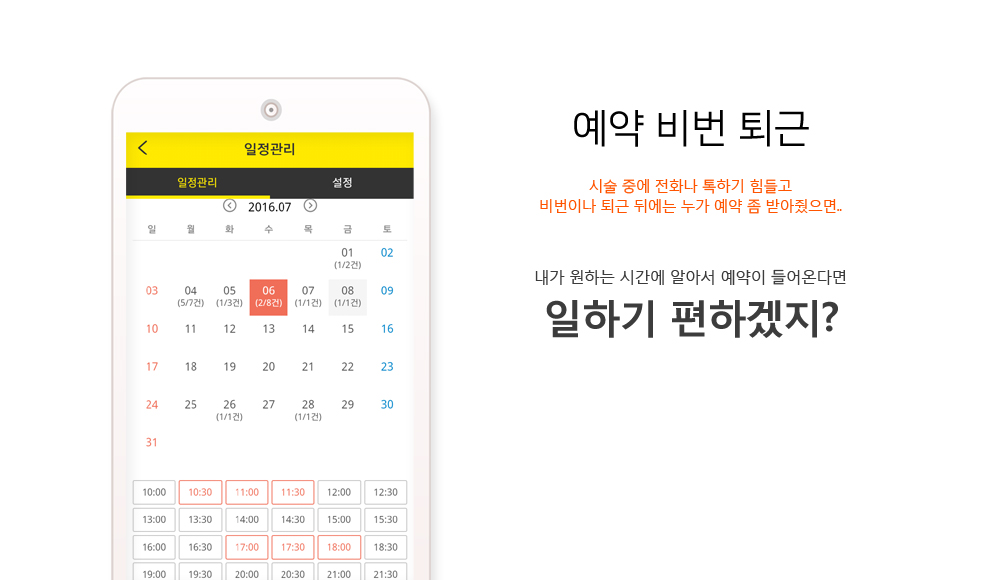 일정관리
일정관리 설정
2016.07
일 월 화 수 목 금 토
01 02
(1/2건)
03 04 05 06 07 08 09
(5/7건) (1/3건) (2/8건) (1/1건) (1/1건)
10 11 12 13 14 15 16
17 18 19 20 21 22 23
24 25 26 27 28 29 30
(1/1건) (1/1건)
31
10:00 10:30 11:00 11:30 12:00 12:30
13:00 13:30 14:00 14:30 15:00 15:30
16:00 16:30 17:00 17:30 18:00 18:30
19:00 19:30 20:00 20:30 21:00 21:30
예약 비번 퇴근
시술 중에 전화나 톡하기 힘들고
비번이나 퇴근 뒤에는 누가 예약 좀 받아줬으면..
내가 원하는 시간에 알아서 예약이 들어온다면
일하기 편하겠지?